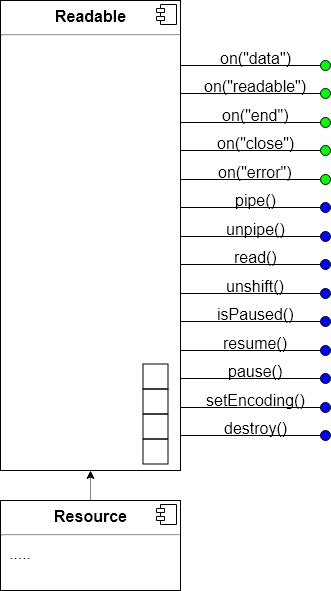 Readable
on("data")
on("readable")
on("end")
on("close")
on("error")
pipe()
unpipe()
read()
unshift()
isPaused()
resume()
pause()
setEncoding()
destroy()
Resource
.....